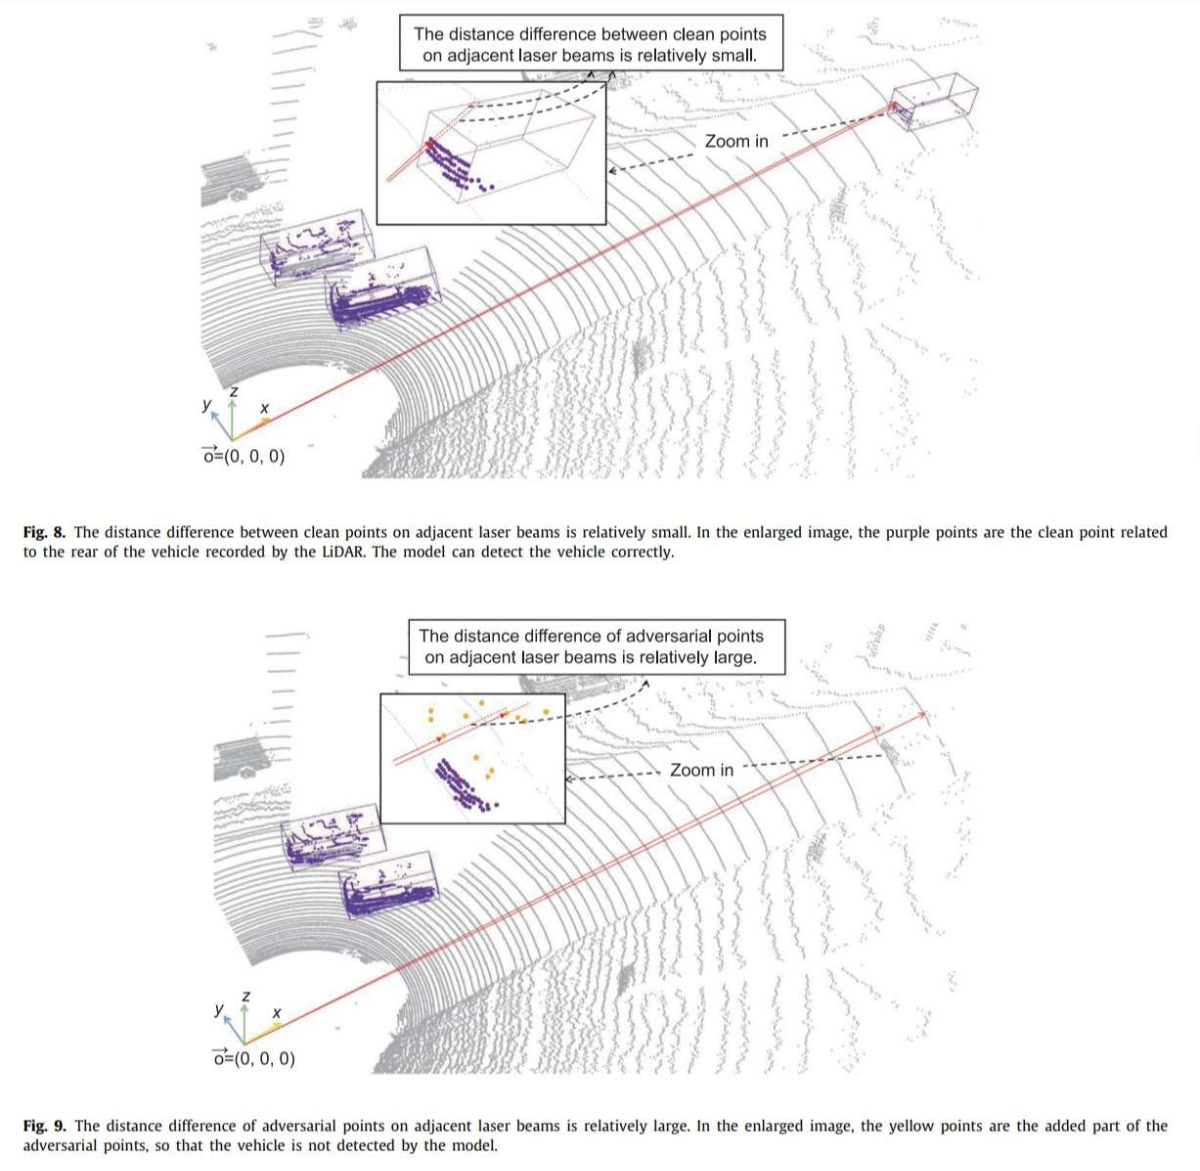 The distance difference between clean points
on adjacent laser beams is relatively small.
Zoom in
z
y
x
o=(0, 0, 0)
Fig. 8. The distance difference between clean points on adjacent laser beams is relatively small. In the enlarged image, the purple points are the clean point related
to the rear of the vehicle recorded by the LiDAR. The model can detect the vehicle correctly.
The distance difference of adversarial points
on adjacent laser beams is relatively large.
Zoom in
z
y
x
o=(0, 0, 0)
Fig. 9. The distance difference of adversarial points on adjacent laser beams is relatively large. In the enlarged image, the yellow points are the added part of the
adversarial points, so that the vehicle is not detected by the model.